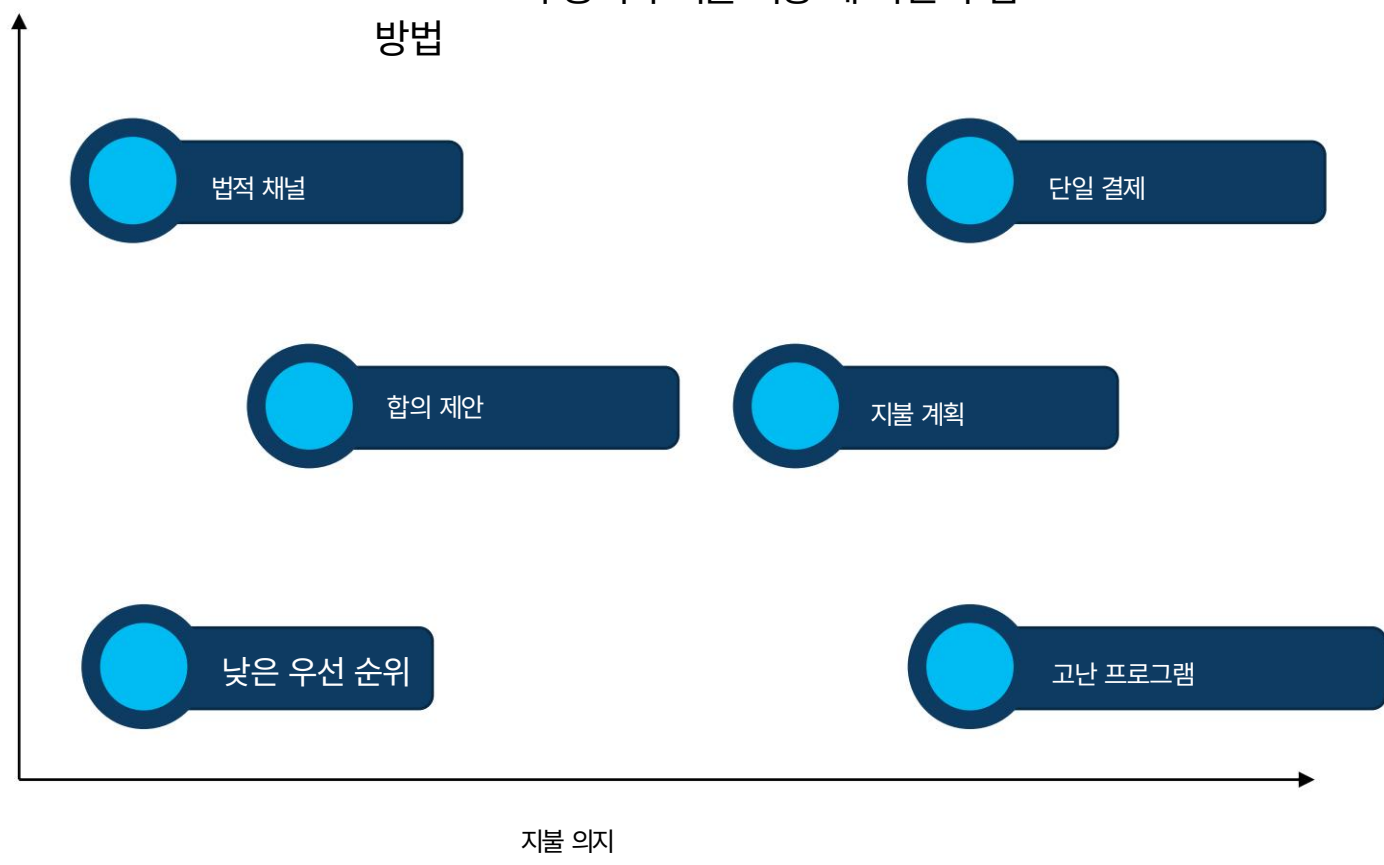 방법
법적 채널
단일 결제
합의 제안
지불 계획
낮은 우선 순위
고난 프로그램
지불 의지